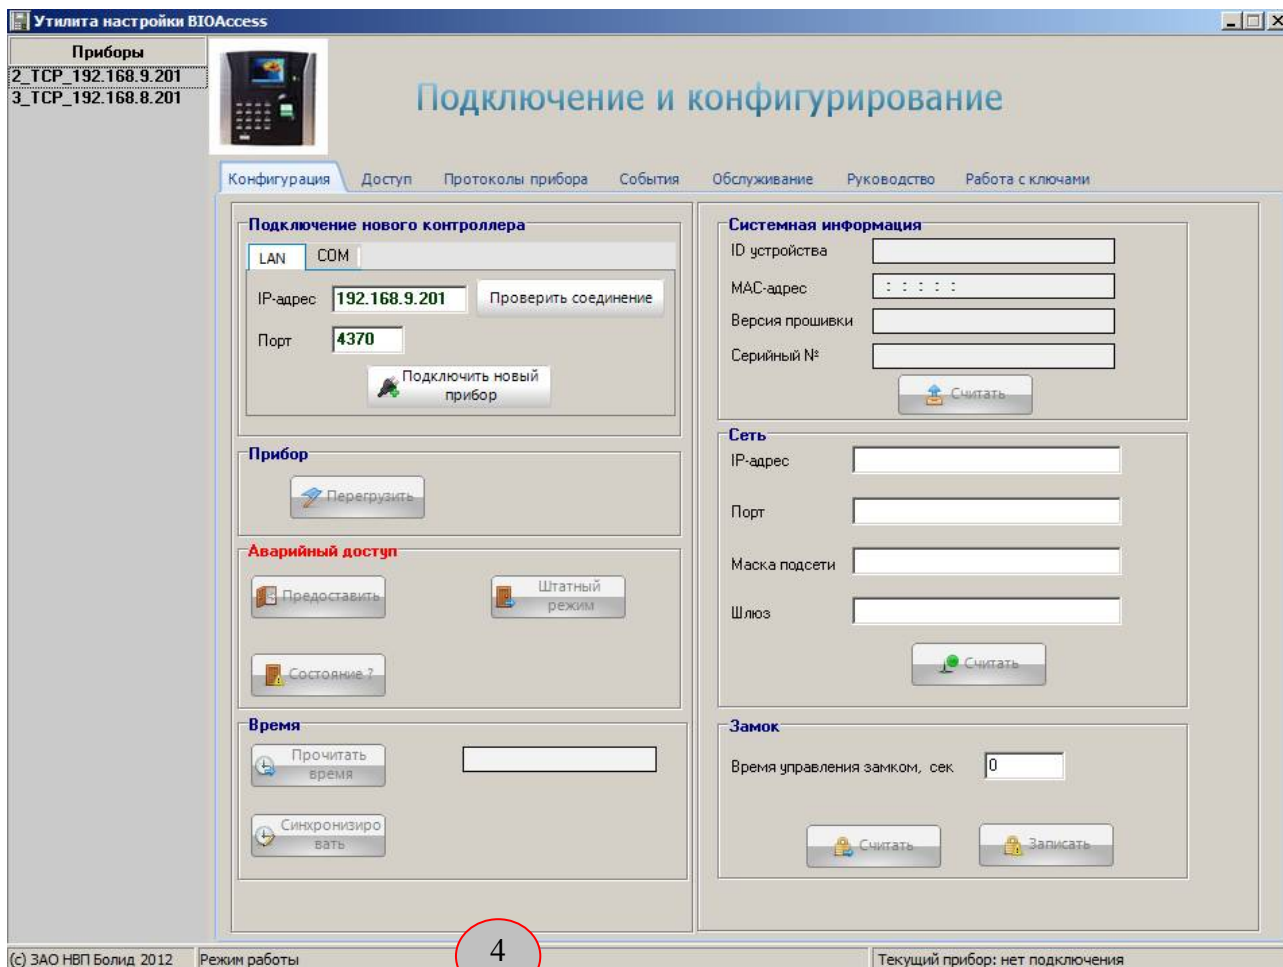 Утилита настройки BIOAccess
Приборы
2_TCP_192.168.9.201
3_TCP_192.168.8.201
Подключение и конфигурирование
Конфигурация Доступ Протоколы прибора События Обслуживание Руководство Работа с ключами
Подключение нового контроллера
LAN COM
IP-адрес 192.168.9.201 Проверить соединение
Порт 4370
Подключить новый
прибор
Прибор
Перегрузить
Аварийный доступ
Предоставить
Штатный
режим
Состояние ?
Время
Прочитать
время
Синхронизиро
вать
Системная информация
ID устройства
MAC-адрес : : : : :
Версия прошивки
Серийный №
Считать
Сеть
IP-адрес
Порт
Маска подсети
Шлюз
Считать
Замок
Время управления замком, сек 0
Считать Записать
4
(c) ЗАО НВП Болид 2012 Режим работы Текущий прибор: нет подключения